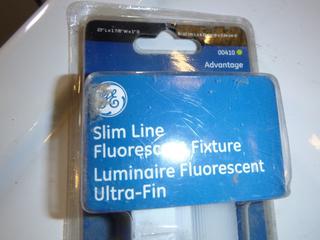 00410
Advantage
GE
Slim Line
Fluorescent Fixture
Luminaire Fluorescent
Ultra-Fin